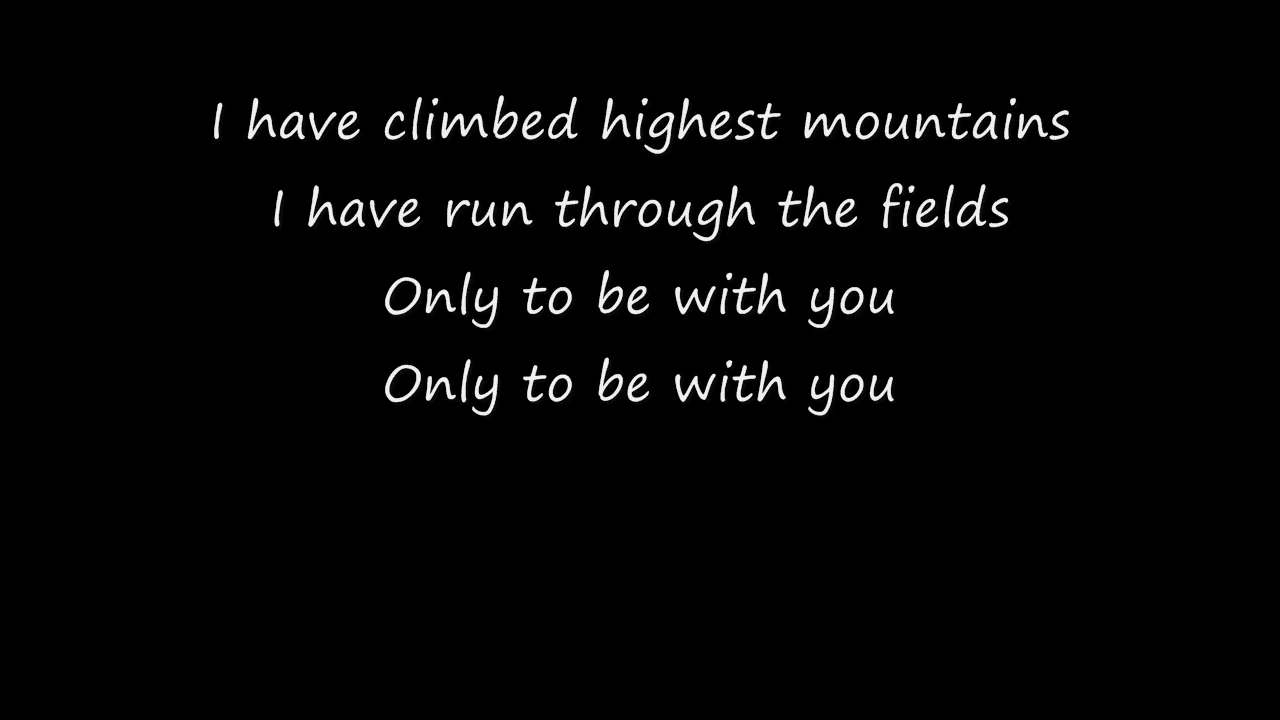 I have climbed highest mountains
I have run through the fields
Only to be with you
Only to be with you